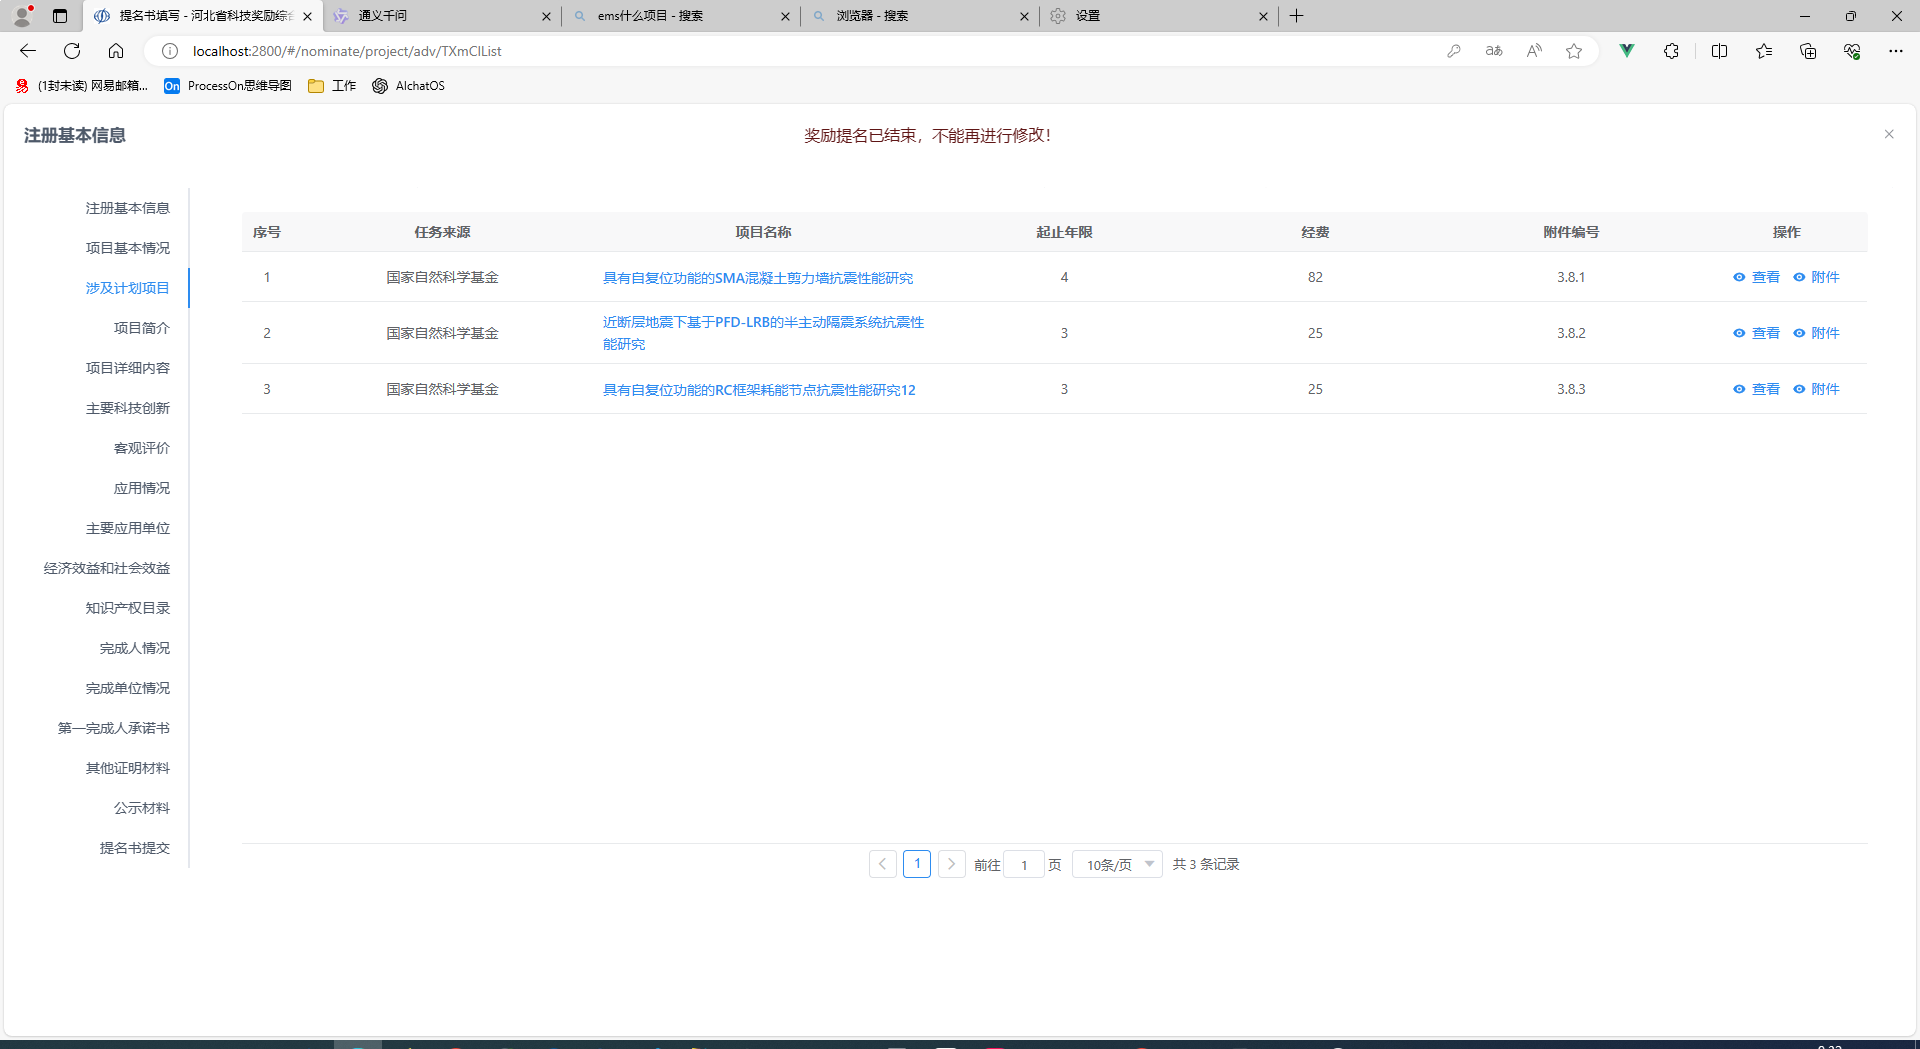 提名书填写 - 河北省科技奖励综合
通义千问
ems什么项目 - 搜索
浏览器 - 搜索
设置
localhost:2800/#/nominate/project/adv/TXmCIList
(1封未读) 网易邮箱...
On
ProcessOn思维导图
工作
AIchatOS
注册基本信息
奖励提名已结束，不能再进行修改！
注册基本信息
项目基本情况
涉及计划项目
项目简介
项目详细内容
主要科技创新
客观评价
应用情况
主要应用单位
经济效益和社会效益
知识产权目录
完成人情况
完成单位情况
第一完成人承诺书
其他证明材料
公示材料
提名书提交
序号 任务来源 项目名称 起止年限 经费 附件编号 操作
1 国家自然科学基金 具有自复位功能的SMA混凝土剪力墙抗震性能研究 4 82 3.8.1 查看 附件
2 国家自然科学基金 近断层地震下基于PFD-LRB的半主动隔震系统抗震性
能研究 3 25 3.8.2 查看 附件
3 国家自然科学基金 具有自复位功能的RC框架耗能节点抗震性能研究12 3 25 3.8.3 查看 附件
1 前往 1 页 10条/页 共 3 条记录